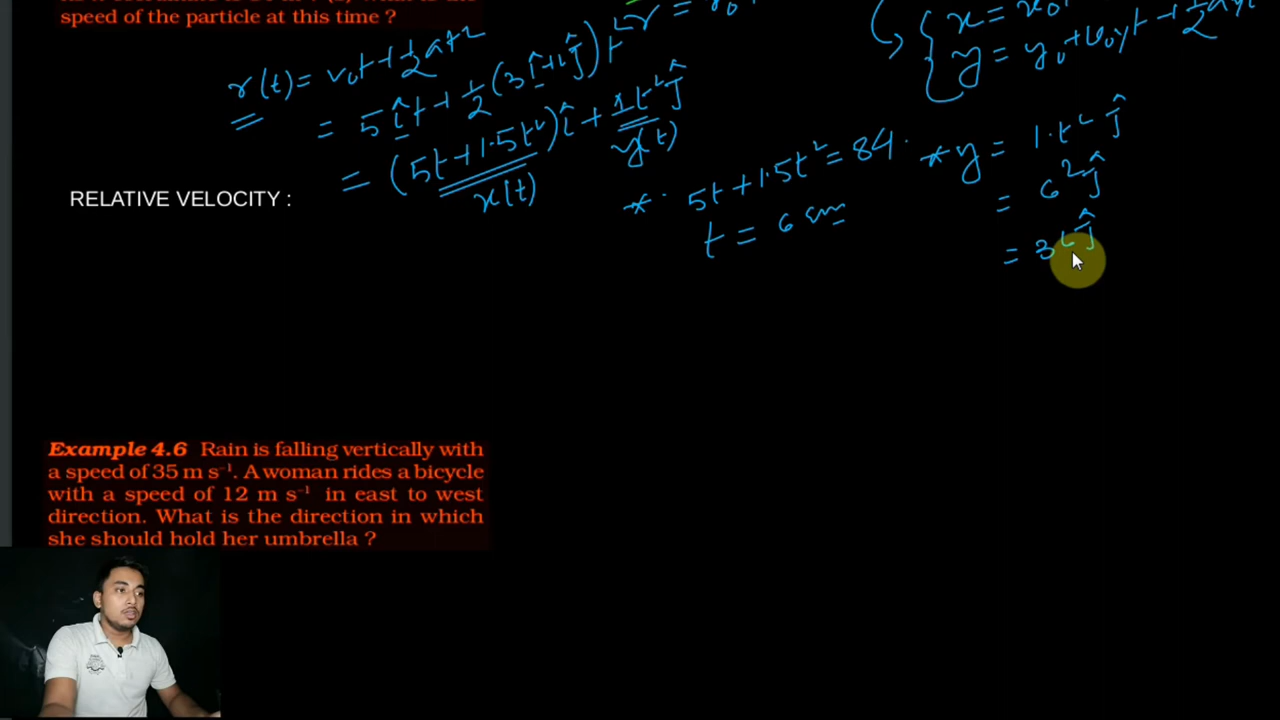 speed of the particle at this time ?
r(t) = v₀t + ½at²
= 5î t + ½(3î + 2ĵ)t²
= (5t + 1.5t²)î + 1t²ĵ
x(t)
y(t)
r = r₀
{ x = x₀
y = y₀ + v₀yt + ½ayt
* 5t + 1.5t² = 84.
t = 6 sec
* y = 1.t² ĵ
= 6² ĵ
= 36 ĵ
RELATIVE VELOCITY :
Example 4.6 Rain is falling vertically with
a speed of 35 m s⁻¹. A woman rides a bicycle
with a speed of 12 m s⁻¹ in east to west
direction. What is the direction in which
she should hold her umbrella ?